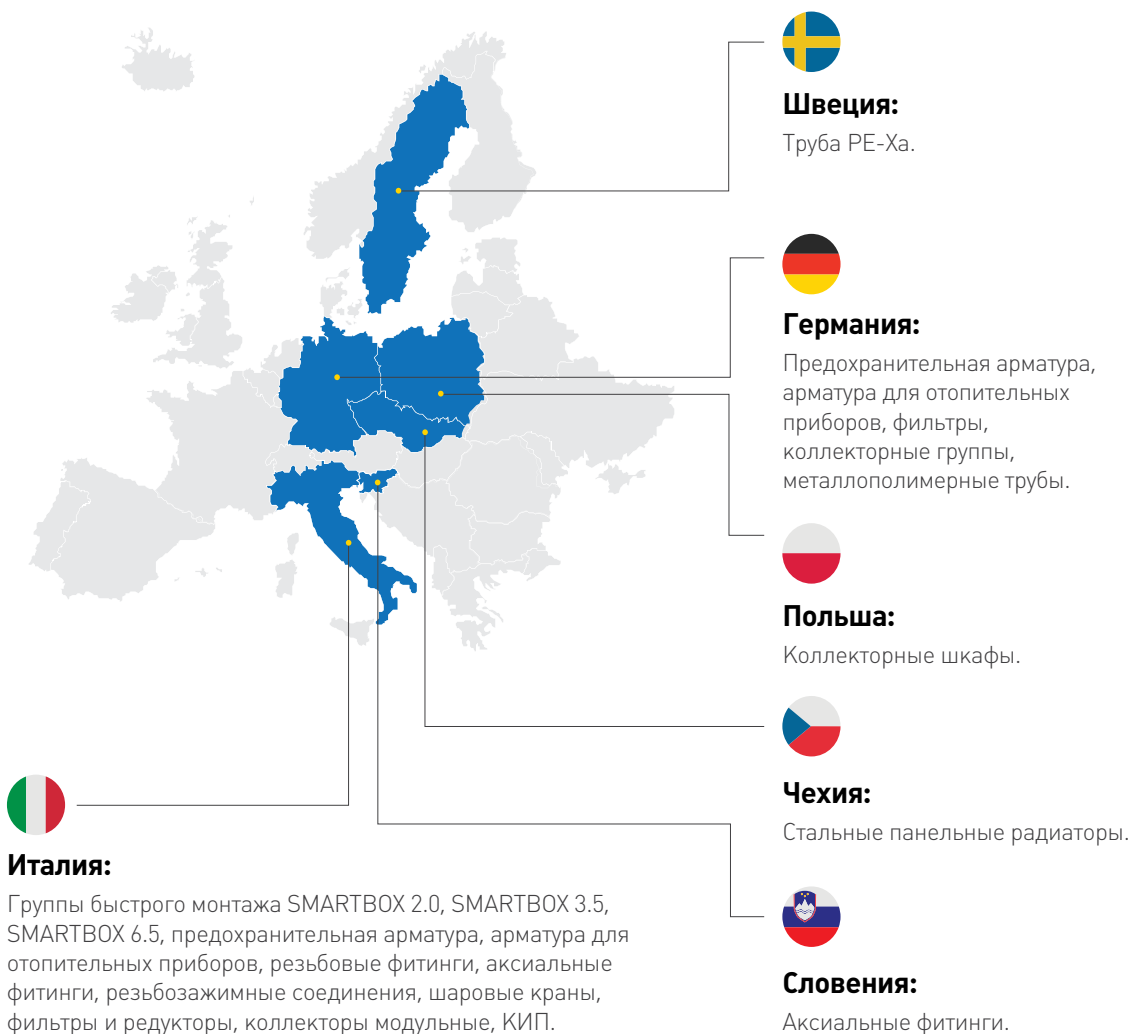 Швеция:
Труба PE-Xa.
Германия:
Предохранительная арматура,
арматура для отопительных
приборов, фильтры,
коллекторные группы,
металлополимерные трубы.
Польша:
Коллекторные шкафы.
Чехия:
Стальные панельные радиаторы.
Словения:
Аксиальные фитинги.
Италия:
Группы быстрого монтажа SMARTBOX 2.0, SMARTBOX 3.5,
SMARTBOX 6.5, предохранительная арматура, арматура для
отопительных приборов, резьбовые фитинги, аксиальные
фитинги, резьбозажимные соединения, шаровые краны,
фильтры и редукторы, коллекторы модульные, КИП.